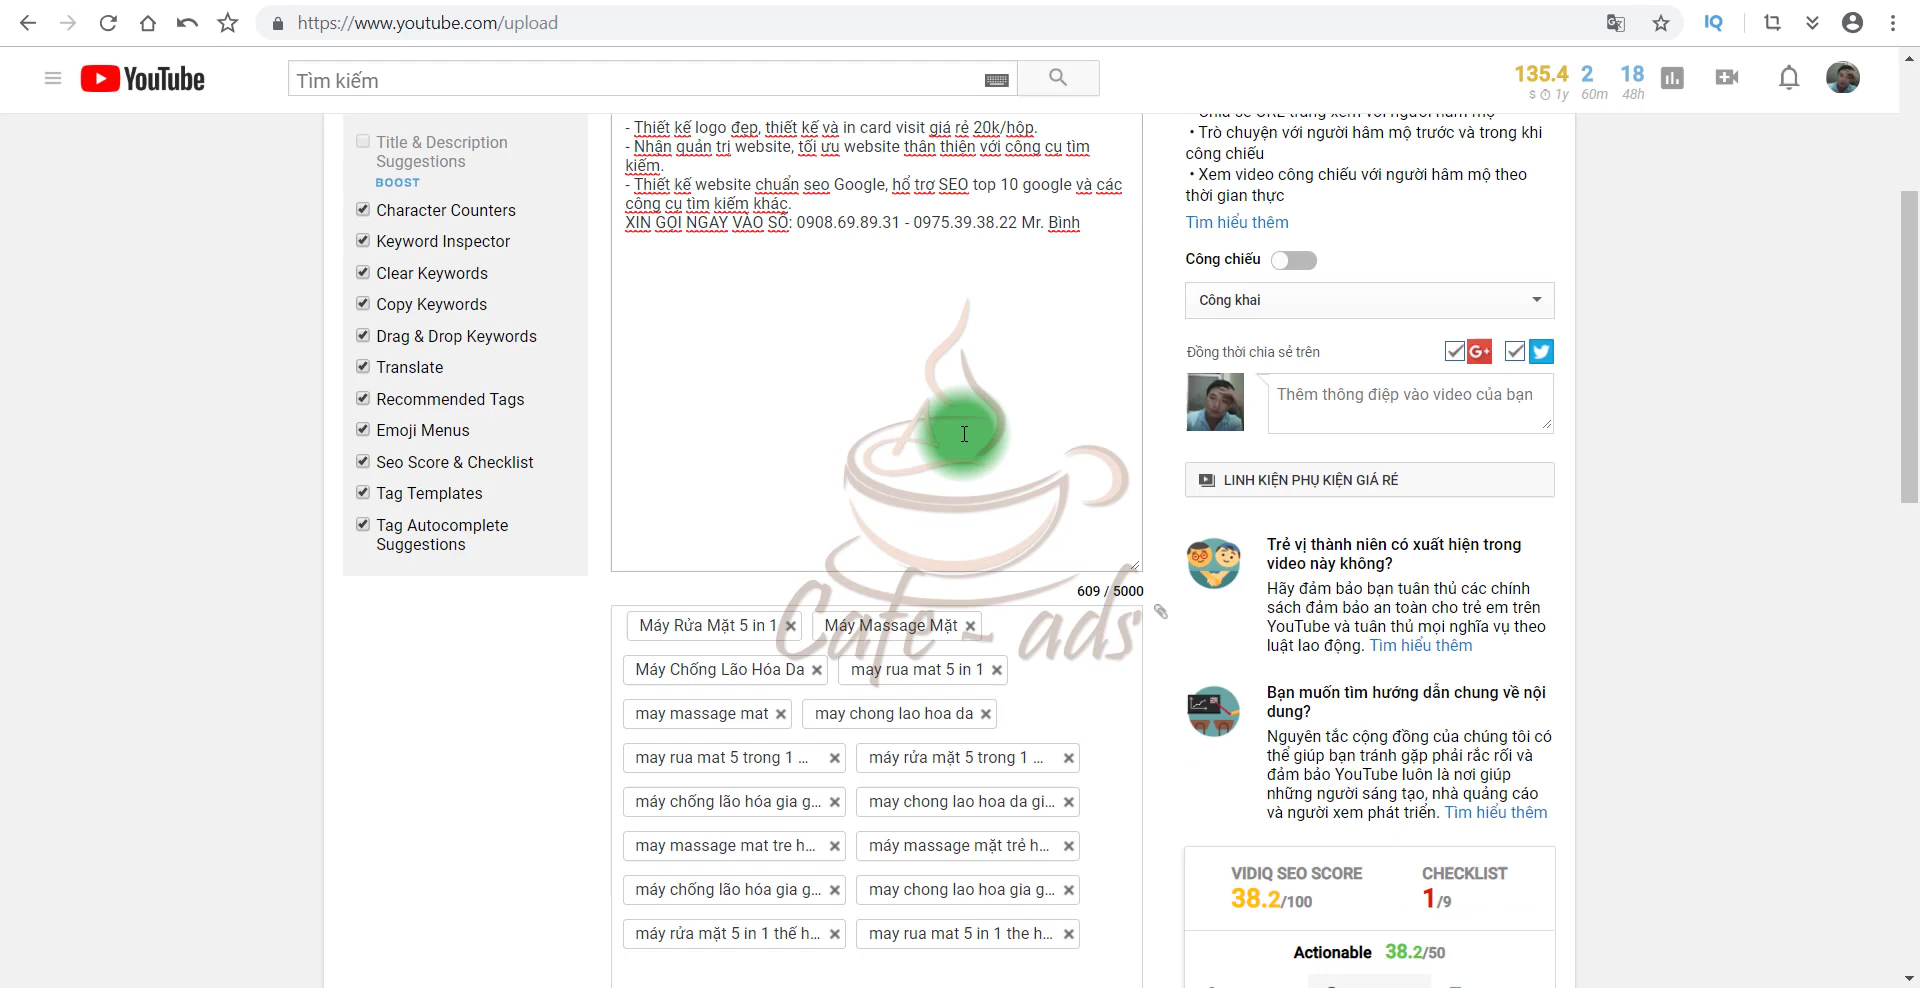 https://www.youtube.com/upload
IQ
YouTube
Tìm kiếm
135.4 2 18
$ 1y 60m 48h
Title & Description
Suggestions
BOOST
Character Counters
Keyword Inspector
Clear Keywords
Copy Keywords
Drag & Drop Keywords
Translate
Recommended Tags
Emoji Menus
Seo Score & Checklist
Tag Templates
Tag Autocomplete
Suggestions
- Thiết kế logo đẹp, thiết kế và in card visit giá rẻ 20k/hộp.
- Nhận quản trị website, tối ưu website thân thiện với công cụ tìm
kiếm.
- Thiết kế website chuẩn seo Google, hổ trợ SEO top 10 google và các
công cụ tìm kiếm khác.
XIN GỌI NGAY VÀO SỐ: 0908.69.89.31 - 0975.39.38.22 Mr. Bình
609 / 5000
Cafe - ads
Máy Rửa Mặt 5 in 1
Máy Massage Mặt
Máy Chống Lão Hóa Da
may rua mat 5 in 1
may massage mat
may chong lao hoa da
may rua mat 5 trong 1 ...
máy rửa mặt 5 trong 1 ...
máy chống lão hóa gia g...
may chong lao hoa da gi...
may massage mat tre h...
máy massage mặt trẻ h...
máy chống lão hóa gia g...
may chong lao hoa gia g...
máy rửa mặt 5 in 1 thế h...
may rua mat 5 in 1 the h...
• Trò chuyện với người hâm mộ trước và trong khi
công chiếu
• Xem video công chiếu với người hâm mộ theo
thời gian thực
Tìm hiểu thêm
Công chiếu
Công khai
Đồng thời chia sẻ trên
G+
Thêm thông điệp vào video của bạn
LINH KIỆN PHỤ KIỆN GIÁ RẺ
Trẻ vị thành niên có xuất hiện trong
video này không?
Hãy đảm bảo bạn tuân thủ các chính
sách đảm bảo an toàn cho trẻ em trên
YouTube và tuân thủ mọi nghĩa vụ theo
luật lao động. Tìm hiểu thêm
Bạn muốn tìm hướng dẫn chung về nội
dung?
Nguyên tắc cộng đồng của chúng tôi có
thể giúp bạn tránh gặp phải rắc rối và
đảm bảo YouTube luôn là nơi giúp
những người sáng tạo, nhà quảng cáo
và người xem phát triển. Tìm hiểu thêm
VIDIQ SEO SCORE
38.2/100
CHECKLIST
1/9
Actionable 38.2/50